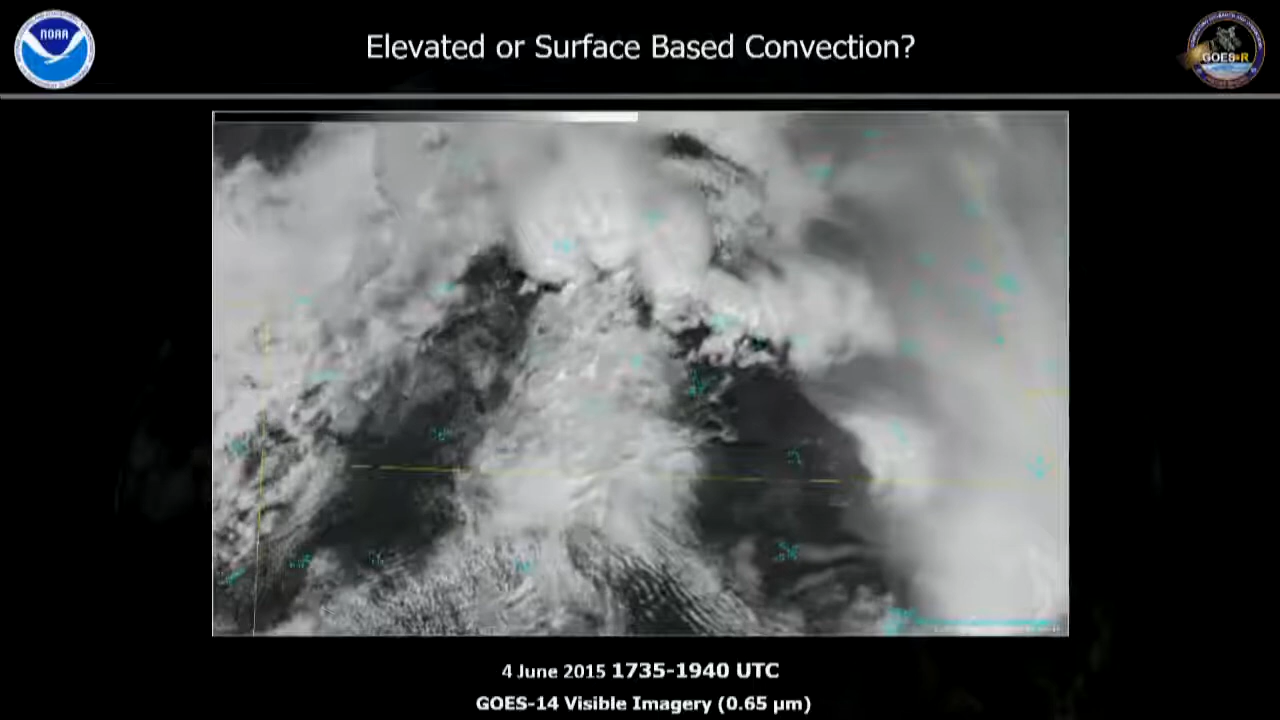 Elevated or Surface Based Convection?
NOAA
GOES-R
4 June 2015 1735-1940 UTC
GOES-14 Visible Imagery (0.65 µm)